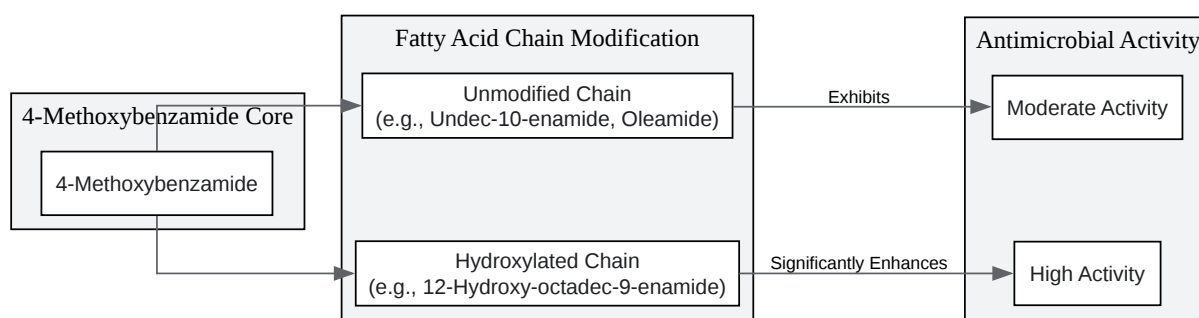 4-Methoxybenzamide Core
4-Methoxybenzamide
Fatty Acid Chain Modification
Unmodified Chain
(e.g., Undec-10-enamide, Oleamide)
Hydroxylated Chain
(e.g., 12-Hydroxy-octadec-9-enamide)
Exhibits
Significantly Enhances
Antimicrobial Activity
Moderate Activity
High Activity